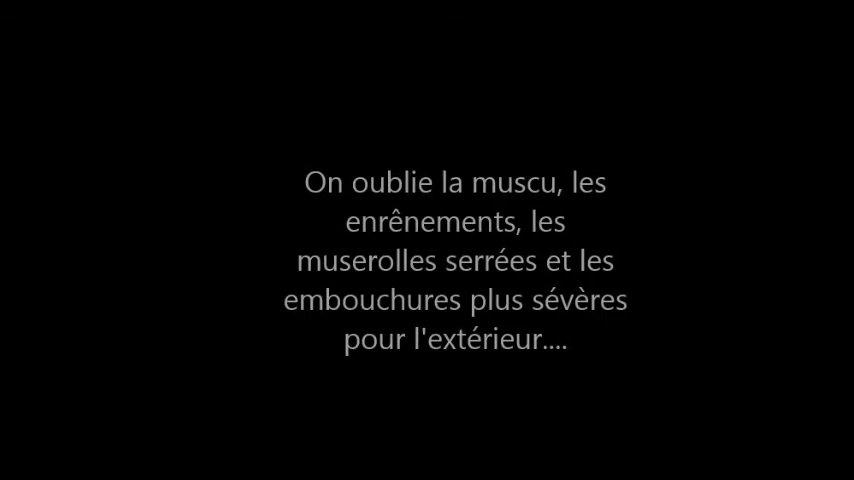 On oublie la muscu, les
enrênements, les
muserolles serrées et les
embouchures plus sévères
pour l'extérieur....